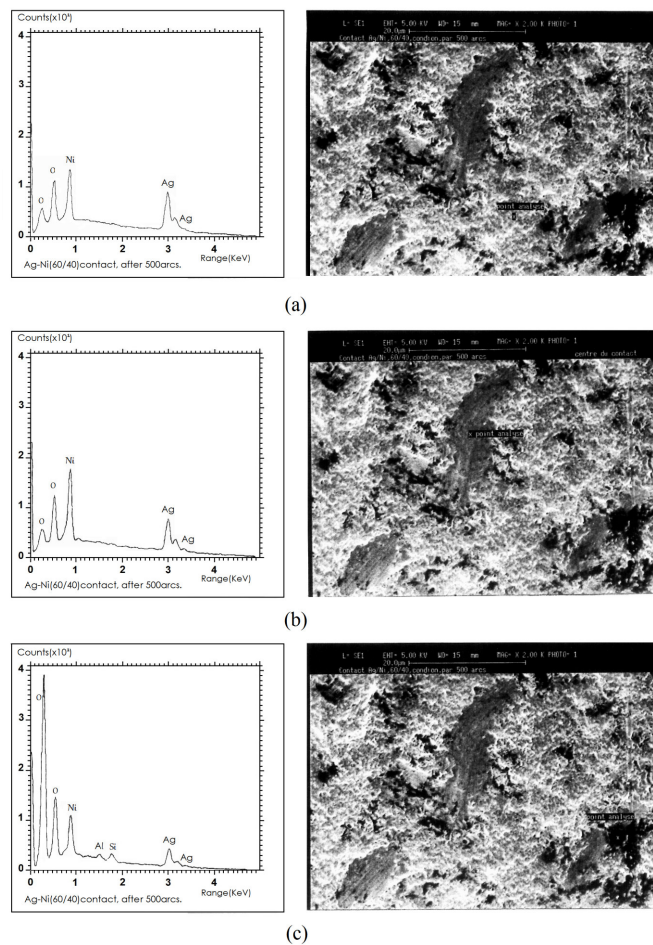 Counts(x10⁴)
4
3
2
1
0
O
O
Ni
Ag
Ag
0 1 2 3 4
Range(KeV)
Ag-Ni(60/40)contact, after 500arcs.
L- SE1 EHT- 5.00 KV WD- 15 mm MAG- X 2.00 K PHOTO- 1
20.0µm
Contact Ag/Ni,60/40,condron.par 500 arcs
point analyse
(a)
Counts(x10⁴)
4
3
2
1
0
O
O
Ni
Ag
Ag
0 1 2 3 4
Range(KeV)
Ag-Ni(60/40)contact, after 500arcs.
L- SE1 EHT- 5.00 KV WD- 15 mm MAG- X 2.00 K PHOTO- 1
20.0µm
Contact Ag/Ni,60/40,condron.par 500 arcs
centre du contact
x point analyse
(b)
Counts(x10³)
4
3
2
1
0
O
O
Ni
Al
Si
Ag
Ag
0 1 2 3 4
Range(KeV)
Ag-Ni(60/40)contact, after 500arcs.
L- SE1 EHT- 5.00 KV WD- 15 mm MAG- X 2.00 K PHOTO- 1
20.0µm
Contact Ag/Ni,60/40,condron.par 500 arcs
point analyse
(c)